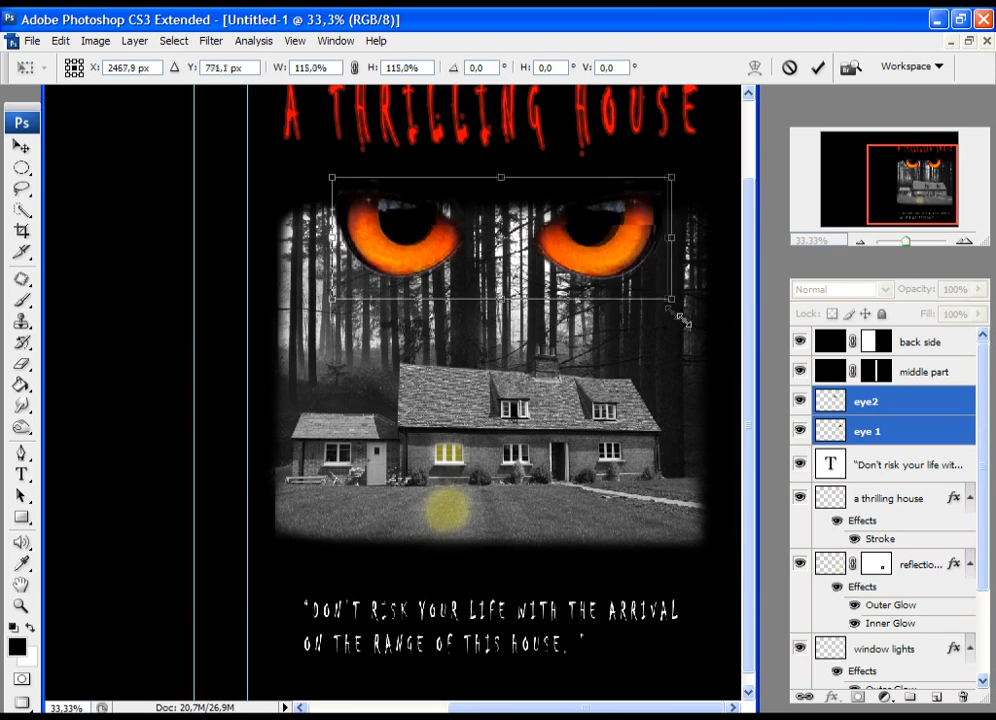 Adobe Photoshop CS3 Extended - [Untitled-1 @ 33,3% (RGB/8)]
File Edit Image Layer Select Filter Analysis View Window Help
X: 2467,9 px Y: 771,1 px W: 115,0% H: 115,0% 0,0 ° H: 0,0 V: 0,0 °
Workspace
Ps
A THRILLING HOUSE
33.33%
Normal Opacity: 100%
Lock: Fill: 100%
back side
middle part
eye2
eye 1
T "Don't risk your life wit...
a thrilling house fx
Effects
Stroke
reflectio... fx
Effects
Outer Glow
Inner Glow
window lights fx
Effects
"DON'T RISK YOUR LIFE WITH THE ARRIVAL
ON THE RANGE OF THIS HOUSE."
33,33% Doc: 20,7M/26,9M